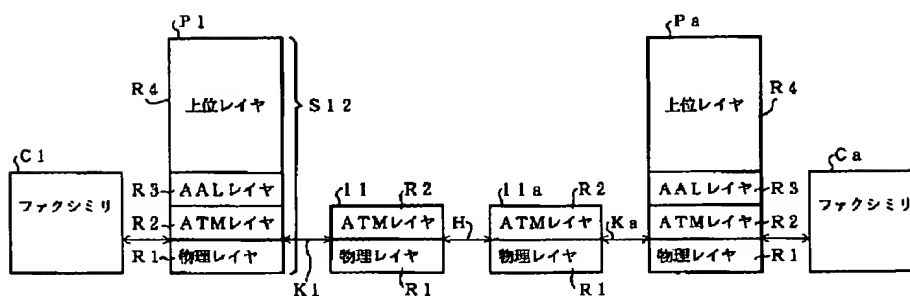 P1
Pa
R4
上位レイヤ
S12
上位レイヤ
R4
C1
Ca
ファクシミリ
R3
AALレイヤ
11
R2
11a
R2
AALレイヤ
R3
ファクシミリ
R2
ATMレイヤ
ATMレイヤ
H
ATMレイヤ
Ka
ATMレイヤ
R2
R1
物理レイヤ
物理レイヤ
物理レイヤ
物理レイヤ
R1
K1
R1
R1